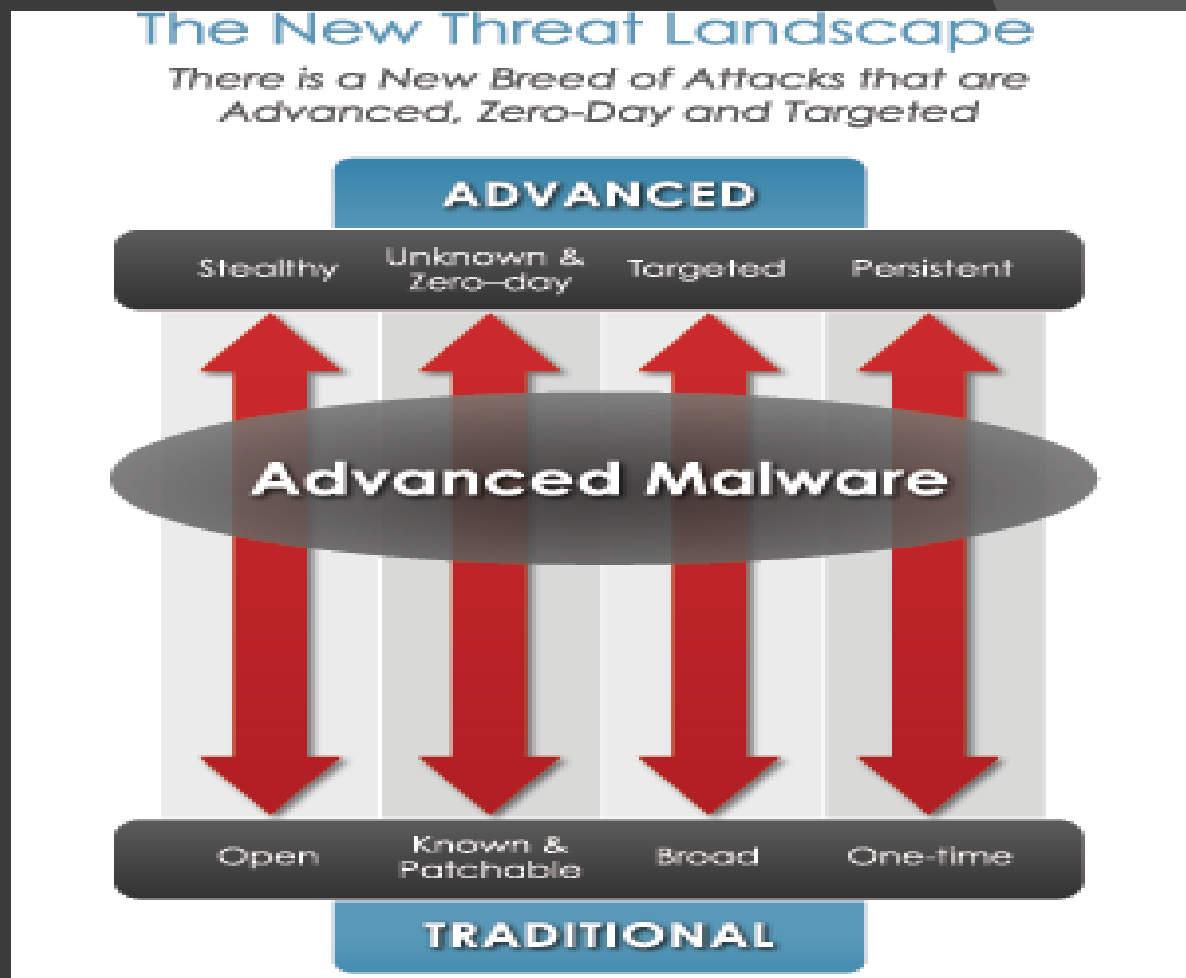 The New Threat Landscape
There is a New Breed of Attacks that are
Advanced, Zero-Day and Targeted
ADVANCED
Stealthy
Unknown &
Zero–day
Targeted
Persistent
Advanced Malware
Open
Known &
Patchable
Broad
One-time
TRADITIONAL